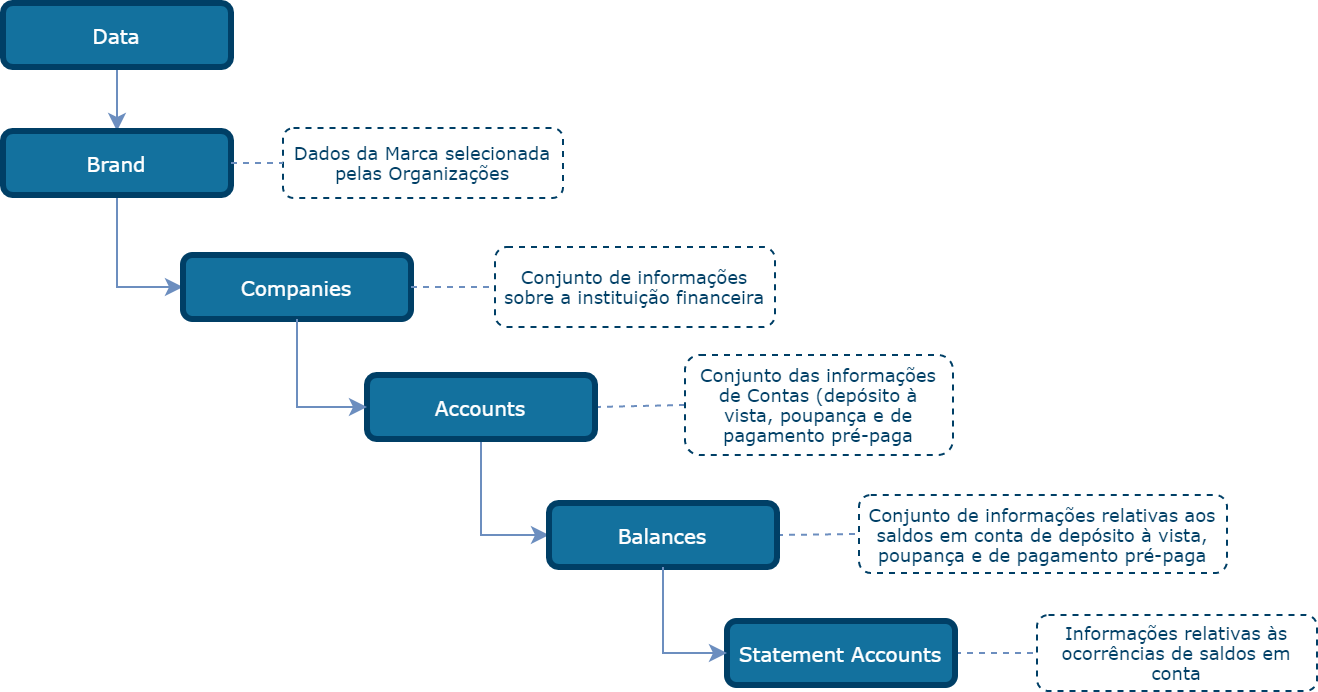 Data
Brand
Dados da Marca selecionada
pelas Organizações
Companies
Conjunto de informações
sobre a instituição financeira
Accounts
Conjunto das informações
de Contas (depósito à
vista, poupança e de
pagamento pré-paga
Balances
Conjunto de informações relativas aos
saldos em conta de depósito à vista,
poupança e de pagamento pré-paga
Statement Accounts
Informações relativas às
ocorrências de saldos em
conta